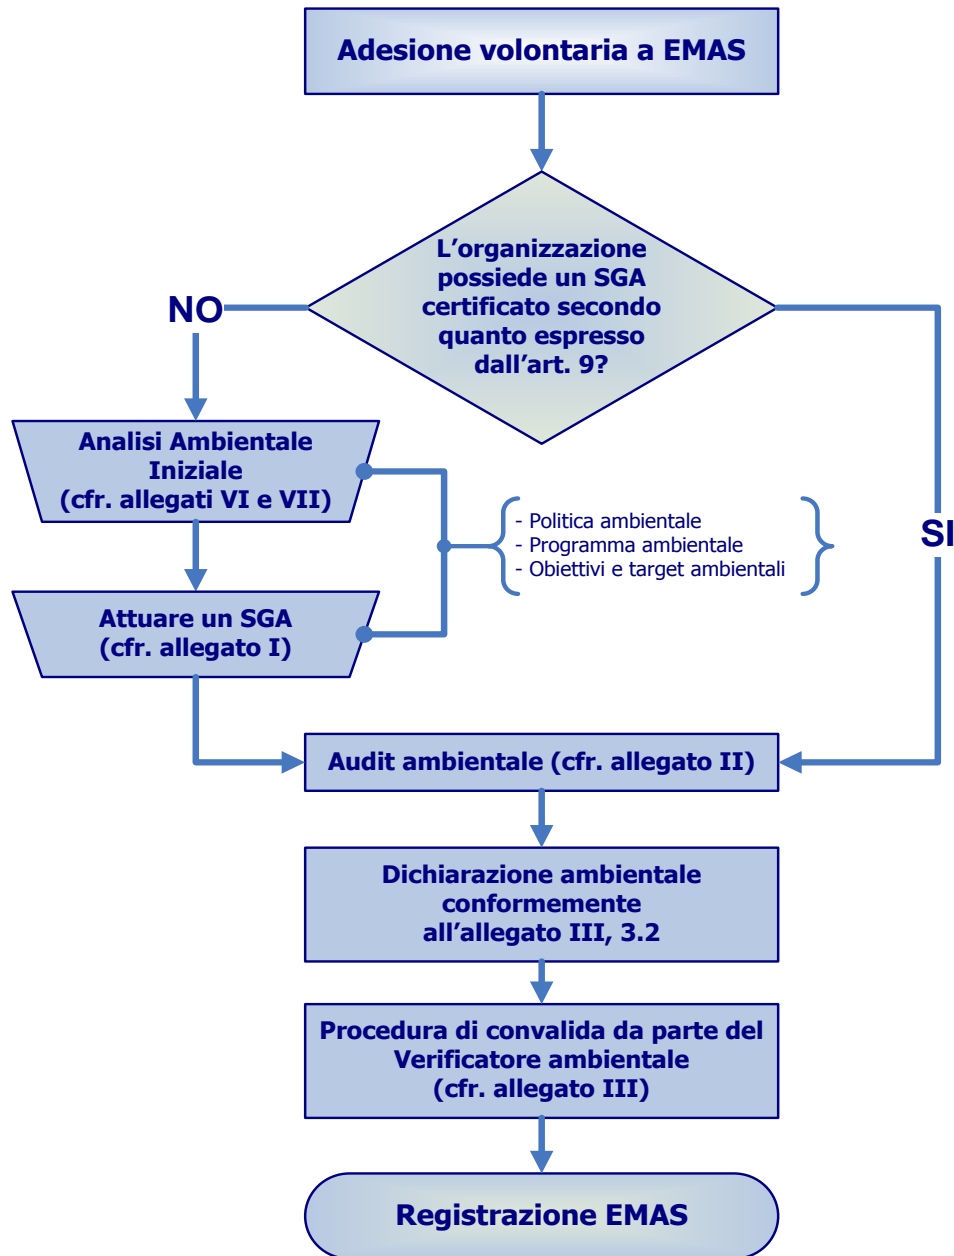 Adesione volontaria a EMAS
L’organizzazione
possiede un SGA
certificato secondo
quanto espresso
dall’art. 9?
NO
Analisi Ambientale
Iniziale
(cfr. allegati VI e VII)
- Politica ambientale
- Programma ambientale
- Obiettivi e target ambientali
SI
Attuare un SGA
(cfr. allegato I)
Audit ambientale (cfr. allegato II)
Dichiarazione ambientale
conformemente
all’allegato III, 3.2
Procedura di convalida da parte del
Verificatore ambientale
(cfr. allegato III)
Registrazione EMAS